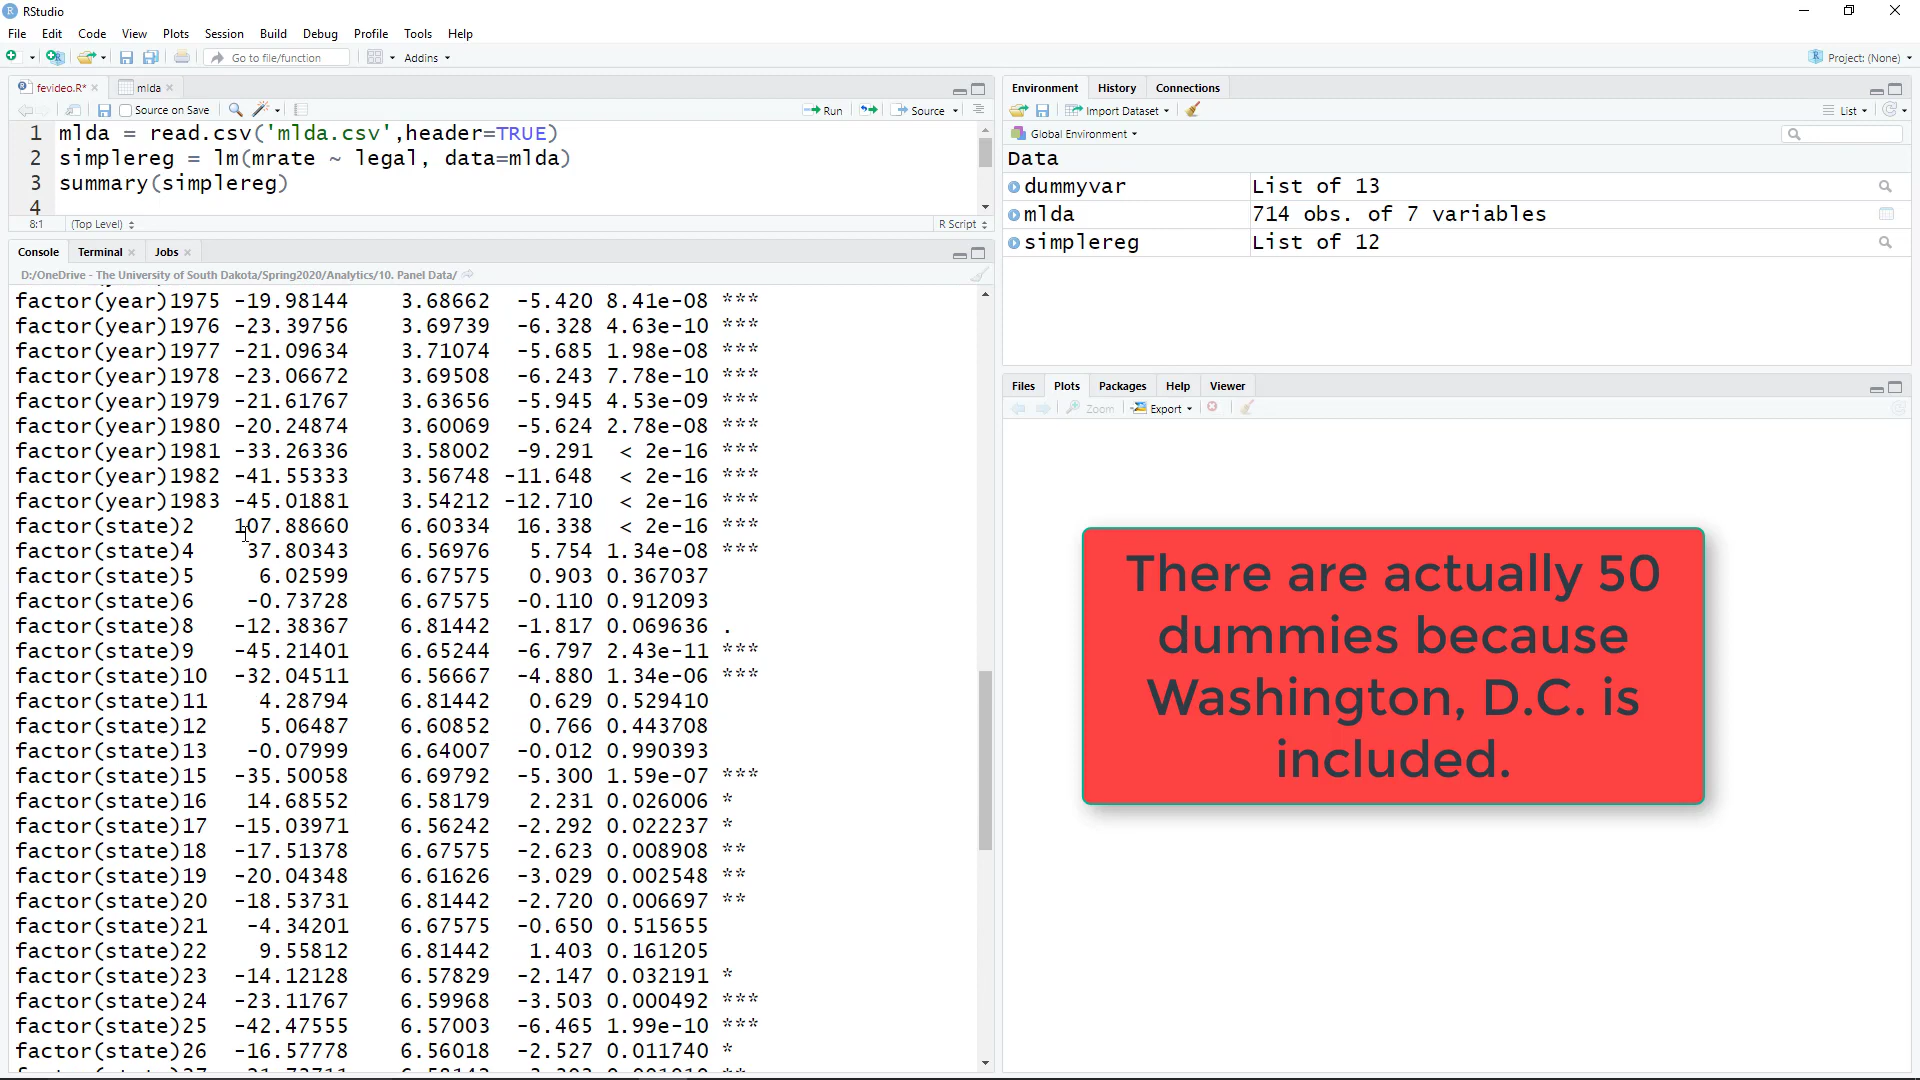 RStudio
File Edit Code View Plots Session Build Debug Profile Tools Help
Go to file/function Addins Project: (None)
fevideo.R* mlda
Source on Save Run Source
1 mlda = read.csv('mlda.csv',header=TRUE)
2 simplereg = lm(mrate ~ legal, data=mlda)
3 summary(simplereg)
4
8:1 (Top Level) R Script
Console Terminal Jobs
D:/OneDrive - The University of South Dakota/Spring2020/Analytics/10. Panel Data/
factor(year)1975 -19.98144 3.68662 -5.420 8.41e-08 ***
factor(year)1976 -23.39756 3.69739 -6.328 4.63e-10 ***
factor(year)1977 -21.09634 3.71074 -5.685 1.98e-08 ***
factor(year)1978 -23.06672 3.69508 -6.243 7.78e-10 ***
factor(year)1979 -21.61767 3.63656 -5.945 4.53e-09 ***
factor(year)1980 -20.24874 3.60069 -5.624 2.78e-08 ***
factor(year)1981 -33.26336 3.58002 -9.291 < 2e-16 ***
factor(year)1982 -41.55333 3.56748 -11.648 < 2e-16 ***
factor(year)1983 -45.01881 3.54212 -12.710 < 2e-16 ***
factor(state)2 107.88660 6.60334 16.338 < 2e-16 ***
factor(state)4 37.80343 6.56976 5.754 1.34e-08 ***
factor(state)5 6.02599 6.67575 0.903 0.367037
factor(state)6 -0.73728 6.67575 -0.110 0.912093
factor(state)8 -12.38367 6.81442 -1.817 0.069636 .
factor(state)9 -45.21401 6.65244 -6.797 2.43e-11 ***
factor(state)10 -32.04511 6.56667 -4.880 1.34e-06 ***
factor(state)11 4.28794 6.81442 0.629 0.529410
factor(state)12 5.06487 6.60852 0.766 0.443708
factor(state)13 -0.07999 6.64007 -0.012 0.990393
factor(state)15 -35.50058 6.69792 -5.300 1.59e-07 ***
factor(state)16 14.68552 6.58179 2.231 0.026006 *
factor(state)17 -15.03971 6.56242 -2.292 0.022237 *
factor(state)18 -17.51378 6.67575 -2.623 0.008908 **
factor(state)19 -20.04348 6.61626 -3.029 0.002548 **
factor(state)20 -18.53731 6.81442 -2.720 0.006697 **
factor(state)21 -4.34201 6.67575 -0.650 0.515655
factor(state)22 9.55812 6.81442 1.403 0.161205
factor(state)23 -14.12128 6.57829 -2.147 0.032191 *
factor(state)24 -23.11767 6.59968 -3.503 0.000492 ***
factor(state)25 -42.47555 6.57003 -6.465 1.99e-10 ***
factor(state)26 -16.57778 6.56018 -2.527 0.011740 *
Environment History Connections
Import Dataset List
Global Environment
Data
dummyvar List of 13
mlda 714 obs. of 7 variables
simplereg List of 12
Files Plots Packages Help Viewer
Zoom Export
There are actually 50
dummies because
Washington, D.C. is
included.